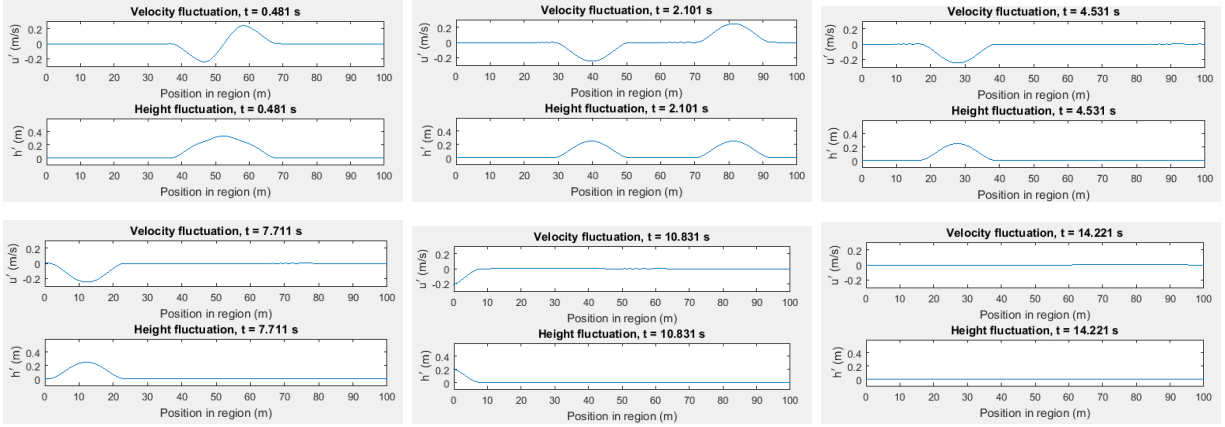 Velocity fluctuation, t = 0.481 s
0.2
0
-0.2
u′ (m/s)
0 10 20 30 40 50 60 70 80 90 100
Position in region (m)
Height fluctuation, t = 0.481 s
0.4
0.2
0
h′ (m)
0 10 20 30 40 50 60 70 80 90 100
Position in region (m)
Velocity fluctuation, t = 2.101 s
0.2
0
-0.2
u′ (m/s)
0 10 20 30 40 50 60 70 80 90 100
Position in region (m)
Height fluctuation, t = 2.101 s
0.4
0.2
0
h′ (m)
0 10 20 30 40 50 60 70 80 90 100
Position in region (m)
Velocity fluctuation, t = 4.531 s
0.2
0
-0.2
u′ (m/s)
0 10 20 30 40 50 60 70 80 90 100
Position in region (m)
Height fluctuation, t = 4.531 s
0.4
0.2
0
h′ (m)
0 10 20 30 40 50 60 70 80 90 100
Position in region (m)
Velocity fluctuation, t = 7.711 s
0.2
0
-0.2
u′ (m/s)
0 10 20 30 40 50 60 70 80 90 100
Position in region (m)
Height fluctuation, t = 7.711 s
0.4
0.2
0
h′ (m)
0 10 20 30 40 50 60 70 80 90 100
Position in region (m)
Velocity fluctuation, t = 10.831 s
0.2
0
-0.2
u′ (m/s)
0 10 20 30 40 50 60 70 80 90 100
Position in region (m)
Height fluctuation, t = 10.831 s
0.4
0.2
0
h′ (m)
0 10 20 30 40 50 60 70 80 90 100
Position in region (m)
Velocity fluctuation, t = 14.221 s
0.2
0
-0.2
u′ (m/s)
0 10 20 30 40 50 60 70 80 90 100
Position in region (m)
Height fluctuation, t = 14.221 s
0.4
0.2
0
h′ (m)
0 10 20 30 40 50 60 70 80 90 100
Position in region (m)